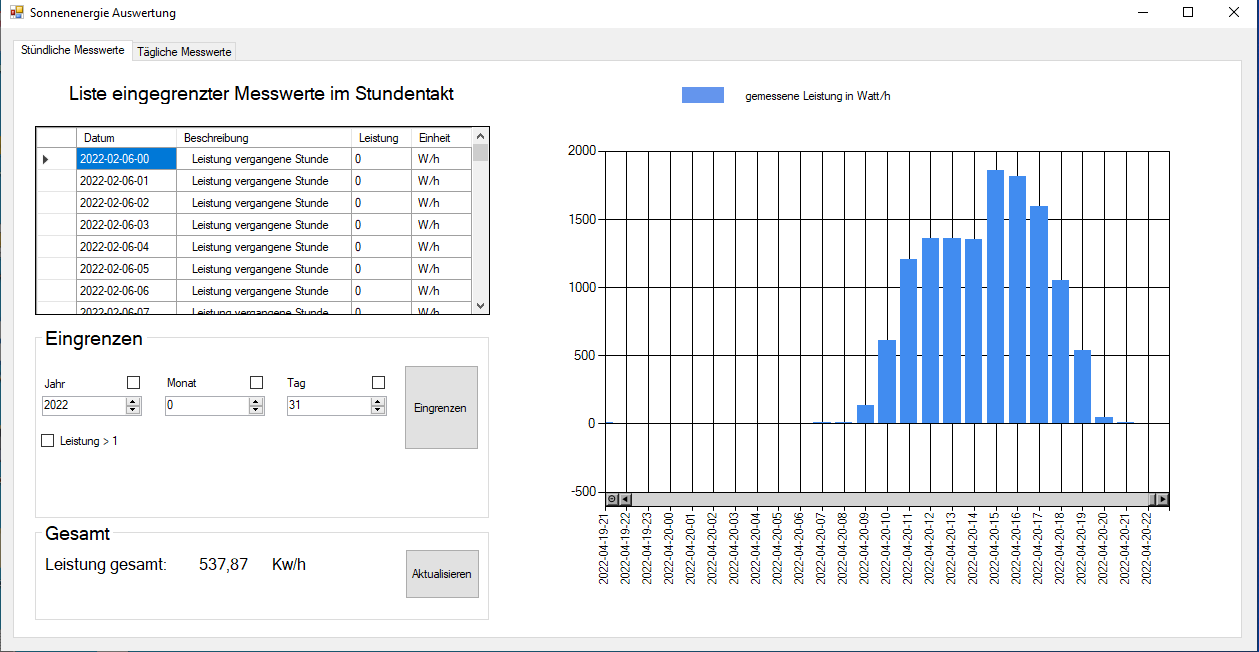 Sonnenenergie Auswertung
Stündliche Messwerte Tägliche Messwerte
Liste eingegrenzter Messwerte im Stundentakt
Datum Beschreibung Leistung Einheit
2022-02-06-00 Leistung vergangene Stunde 0 W/h
2022-02-06-01 Leistung vergangene Stunde 0 W/h
2022-02-06-02 Leistung vergangene Stunde 0 W/h
2022-02-06-03 Leistung vergangene Stunde 0 W/h
2022-02-06-04 Leistung vergangene Stunde 0 W/h
2022-02-06-05 Leistung vergangene Stunde 0 W/h
2022-02-06-06 Leistung vergangene Stunde 0 W/h
2022-02-06-07 Leistung vergangene Stunde 0 W/h
Eingrenzen
Jahr Monat Tag
2022 0 31
Eingrenzen
Leistung > 1
Gesamt
Leistung gesamt: 537,87 Kw/h
Aktualisieren
gemessene Leistung in Watt/h
2000
1500
1000
500
0
-500
2022-04-19-21
2022-04-19-22
2022-04-19-23
2022-04-20-00
2022-04-20-01
2022-04-20-02
2022-04-20-03
2022-04-20-04
2022-04-20-05
2022-04-20-06
2022-04-20-07
2022-04-20-08
2022-04-20-09
2022-04-20-10
2022-04-20-11
2022-04-20-12
2022-04-20-13
2022-04-20-14
2022-04-20-15
2022-04-20-16
2022-04-20-17
2022-04-20-18
2022-04-20-19
2022-04-20-20
2022-04-20-21
2022-04-20-22